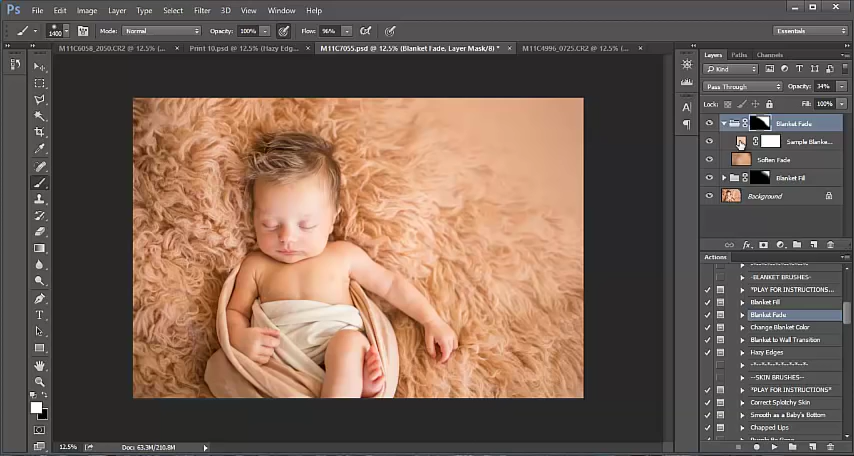 Ps File Edit Image Layer Type Select Filter 3D View Window Help
1400 Mode: Normal Opacity: 100% Flow: 96% Essentials
M11C6058_2050.CR2 @ 12.5% (... Print 10.psd @ 12.5% (Hazy Edg... M11C7055.psd @ 12.5% (Blanket Fade, Layer Mask/8) * M11C4996_0725.CR2 @ 12.5% (...
Layers Paths Channels
Kind
Pass Through Opacity: 34%
Lock: Fill: 100%
Blanket Fade
Sample Blanke...
Soften Fade
Blanket Fill
Background
Actions
-BLANKET BRUSHES-
*PLAY FOR INSTRUCTIONS...
Blanket Fill
Blanket Fade
Change Blanket Color
Blanket to Wall Transition
Hazy Edges
--SKIN BRUSHES--
*PLAY FOR INSTRUCTIONS*
Correct Splotchy Skin
Smooth as a Baby's Bottom
Chapped Lips
12.5% Doc: 63.3M/210.8M